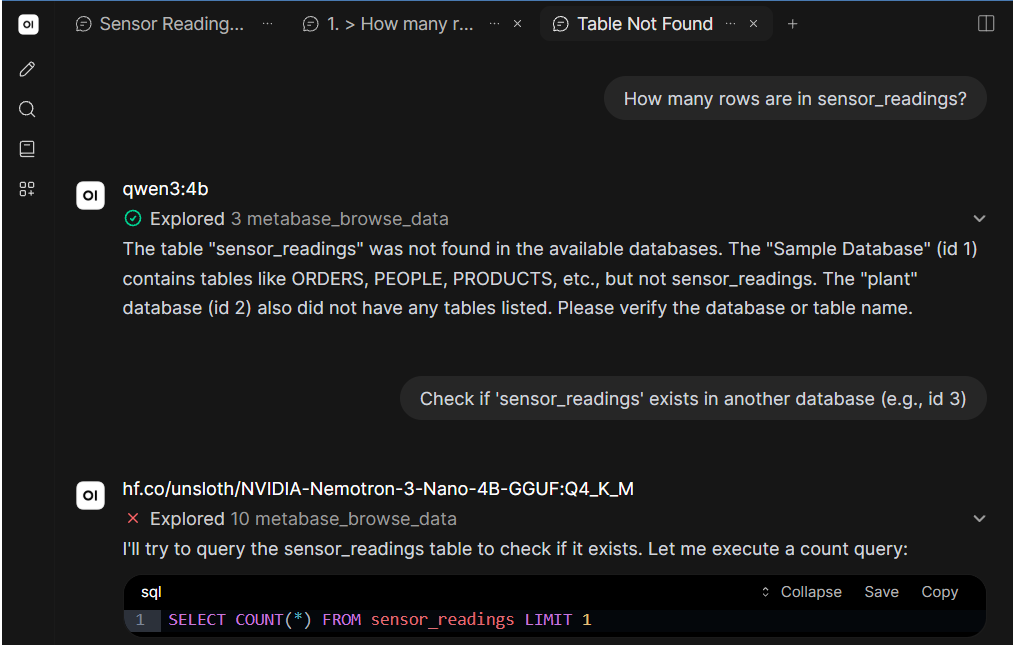 OI
Sensor Reading... ...
1. > How many r... ... ×
Table Not Found ... × +
How many rows are in sensor_readings?
OI
qwen3:4b
Explored 3 metabase_browse_data
The table "sensor_readings" was not found in the available databases. The "Sample Database" (id 1)
contains tables like ORDERS, PEOPLE, PRODUCTS, etc., but not sensor_readings. The "plant"
database (id 2) also did not have any tables listed. Please verify the database or table name.
Check if 'sensor_readings' exists in another database (e.g., id 3)
OI
hf.co/unsloth/NVIDIA-Nemotron-3-Nano-4B-GGUF:Q4_K_M
Explored 10 metabase_browse_data
I'll try to query the sensor_readings table to check if it exists. Let me execute a count query:
sql Collapse Save Copy
1 SELECT COUNT(*) FROM sensor_readings LIMIT 1